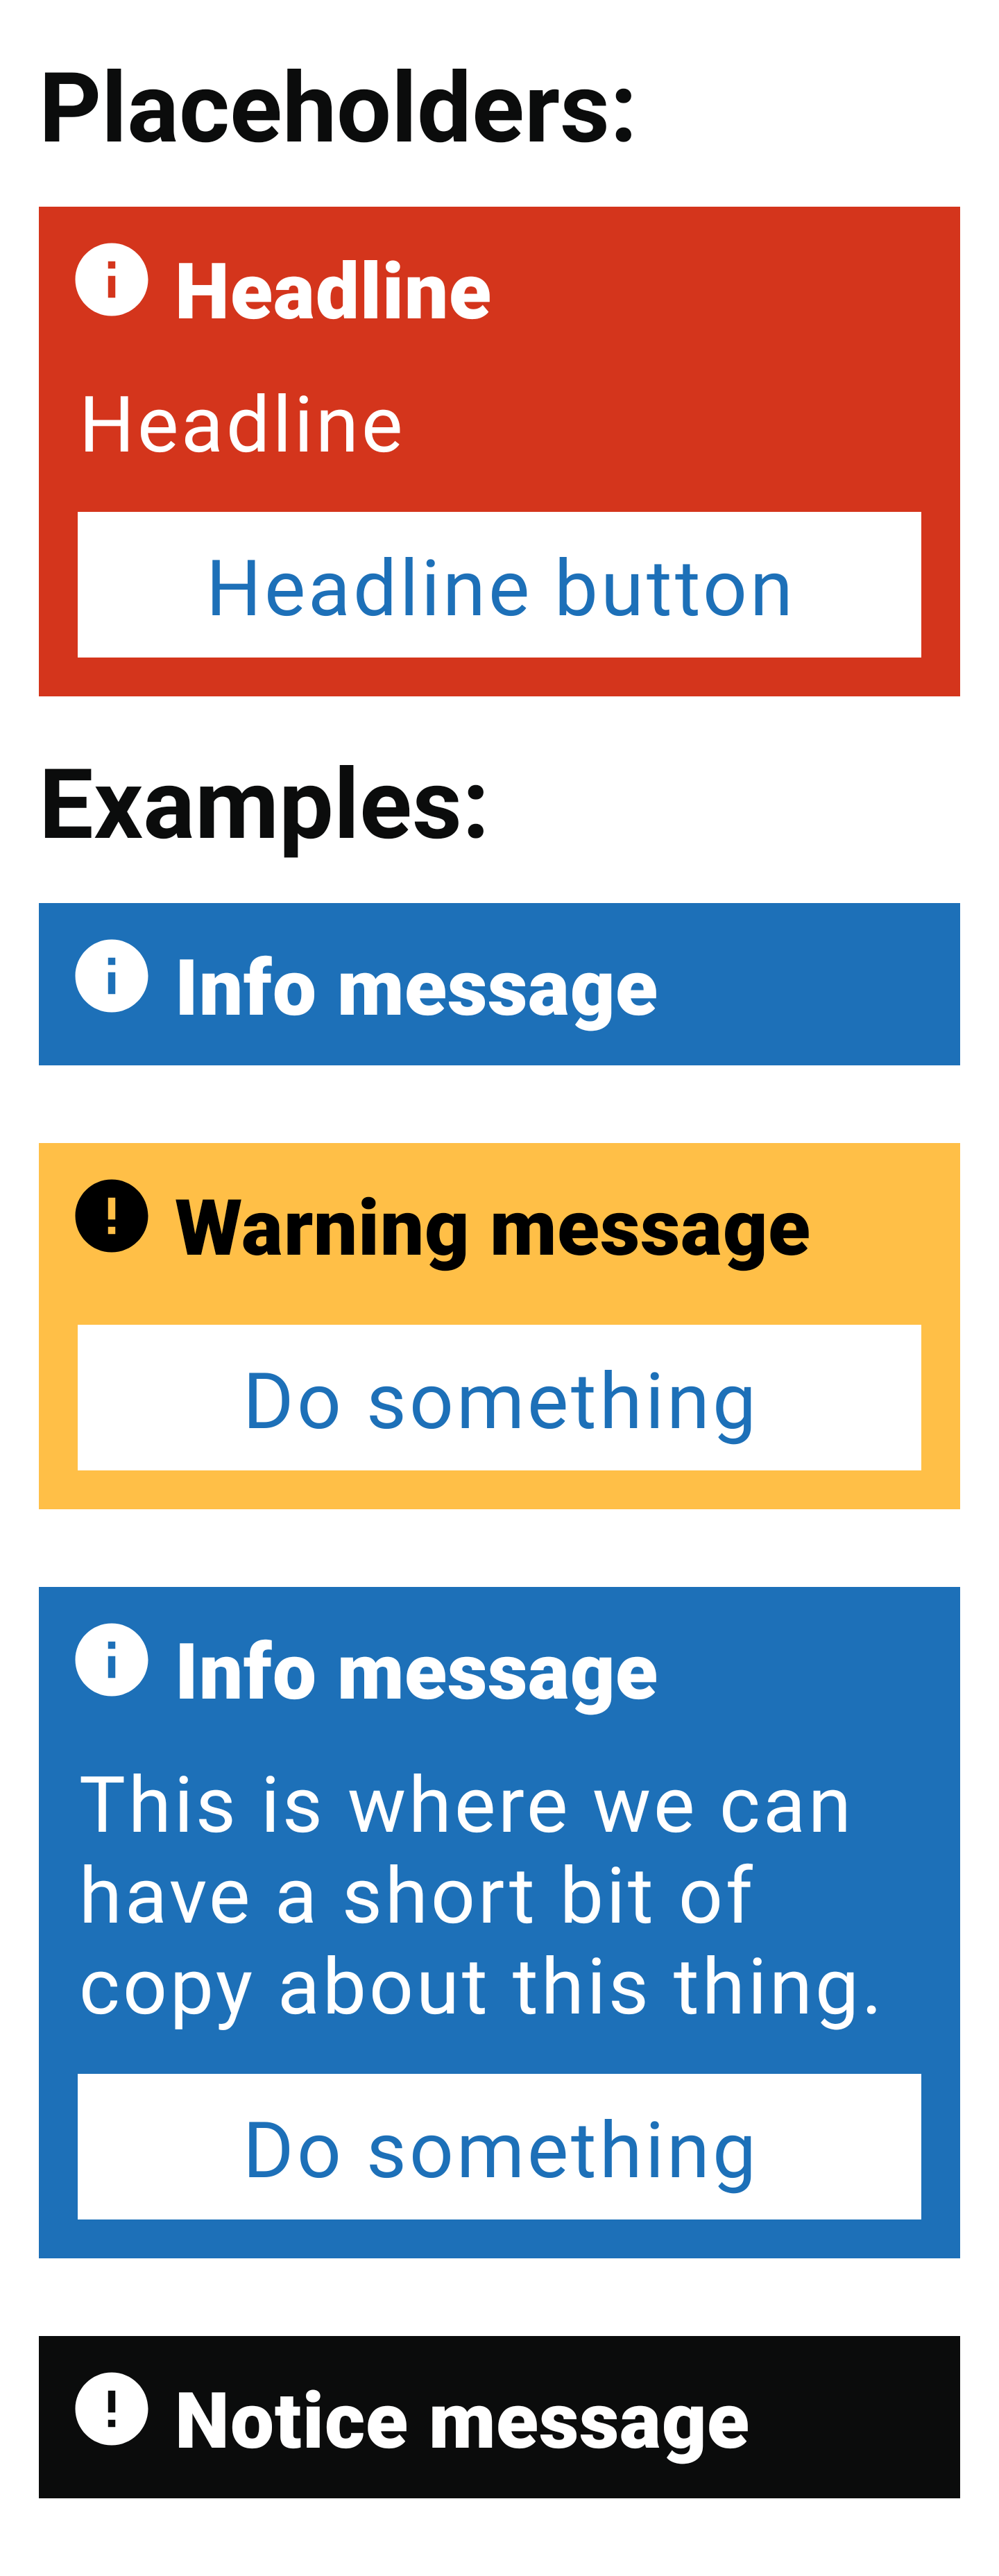 Placeholders:
Headline
Headline
Headline button
Examples:
Info message
Warning message
Do something
Info message
This is where we can
have a short bit of
copy about this thing.
Do something
Notice message